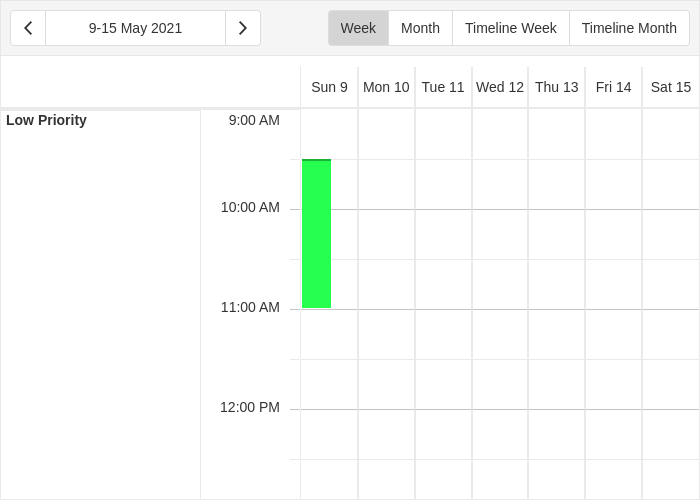 9-15 May 2021
Week Month Timeline Week Timeline Month
Sun 9 Mon 10 Tue 11 Wed 12 Thu 13 Fri 14 Sat 15
Low Priority
9:00 AM
10:00 AM
11:00 AM
12:00 PM